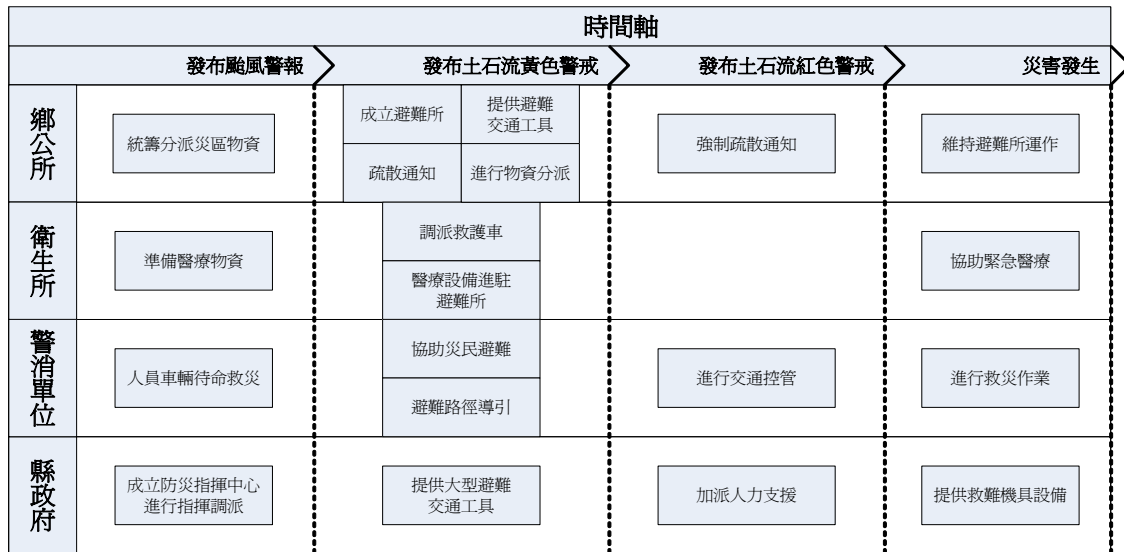 時間軸
發布颱風警報
發布土石流黃色警戒
發布土石流紅色警戒
災害發生
鄉公所
統籌分派災區物資
成立避難所
提供避難
交通工具
疏散通知
進行物資分派
強制疏散通知
維持避難所運作
衛生所
準備醫療物資
調派救護車
醫療設備進駐
避難所
協助緊急醫療
警消單位
人員車輛待命救災
協助災民避難
避難路徑導引
進行交通控管
進行救災作業
縣政府
成立防災指揮中心
進行指揮調派
提供大型避難
交通工具
加派人力支援
提供救難機具設備